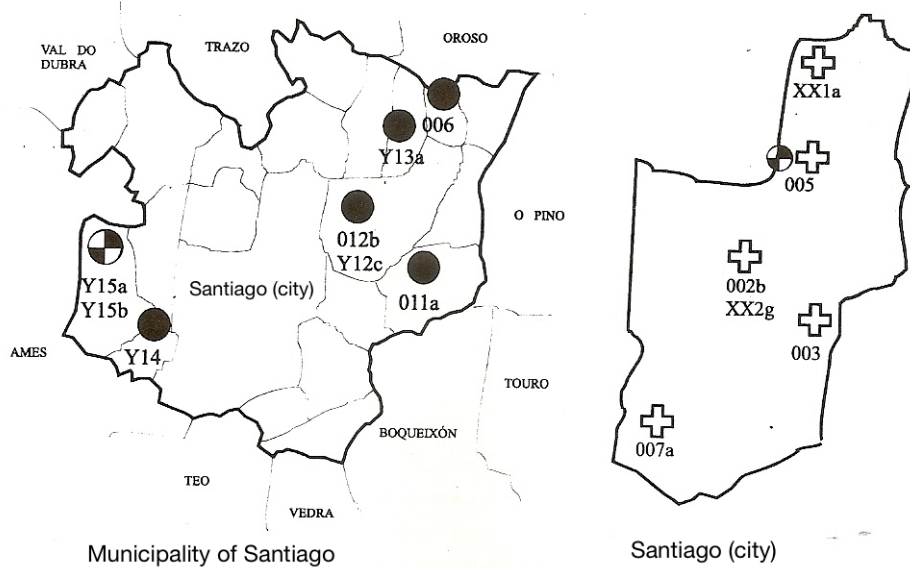 VAL DO
DUBRA
TRAZO
OROSO
XX1a
006
Y13a
005
O PINO
012b
Y12c
002b
XX2g
Y15a
Y15b
Santiago (city)
011a
003
Y14
AMES
TOURO
BOQUEIXÓN
007a
TEO
VEDRA
Municipality of Santiago
Santiago (city)